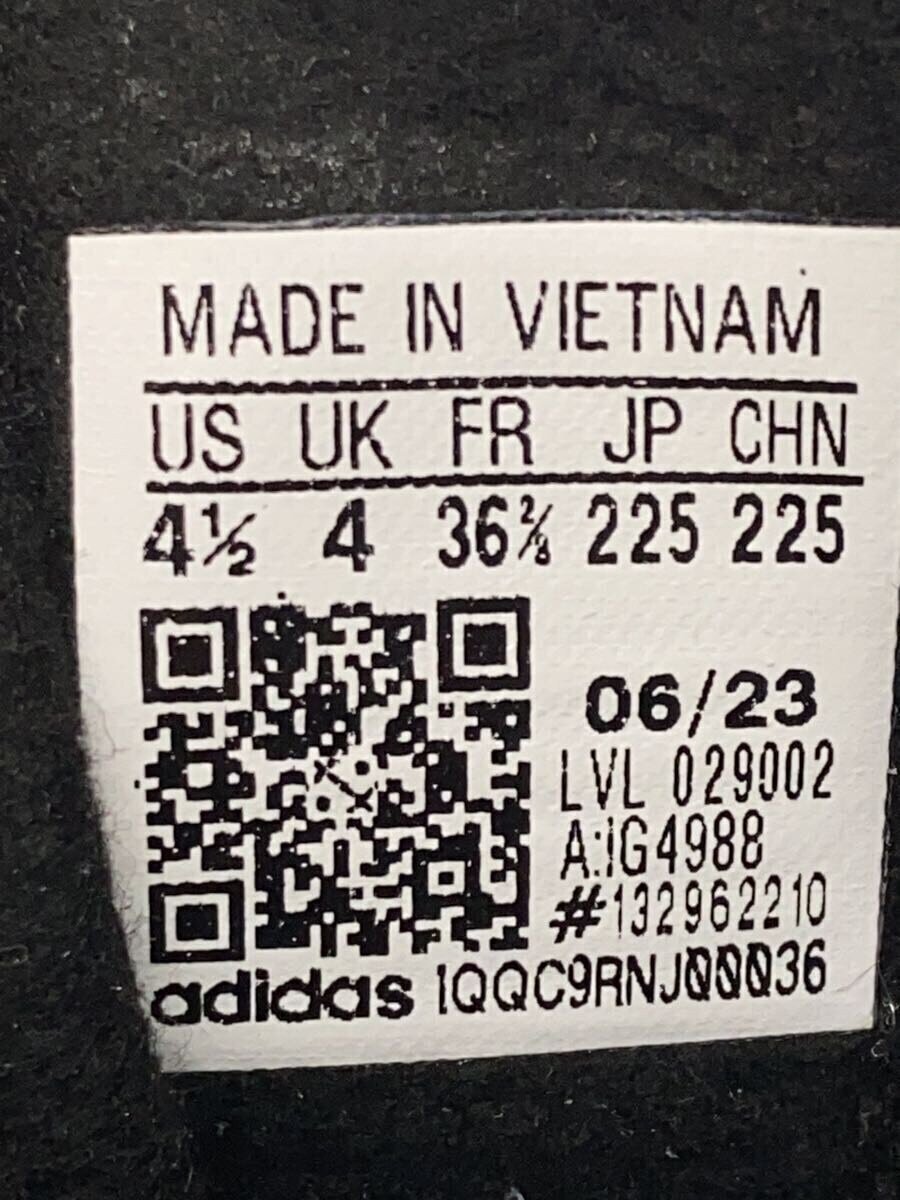 MADE IN VIETNAM
US UK FR JP CHN
4½ 4 36⅔ 225 225
06/23
LVL 029002
A:IG4988
#132962210
adidas 1QQC9RNJ00036